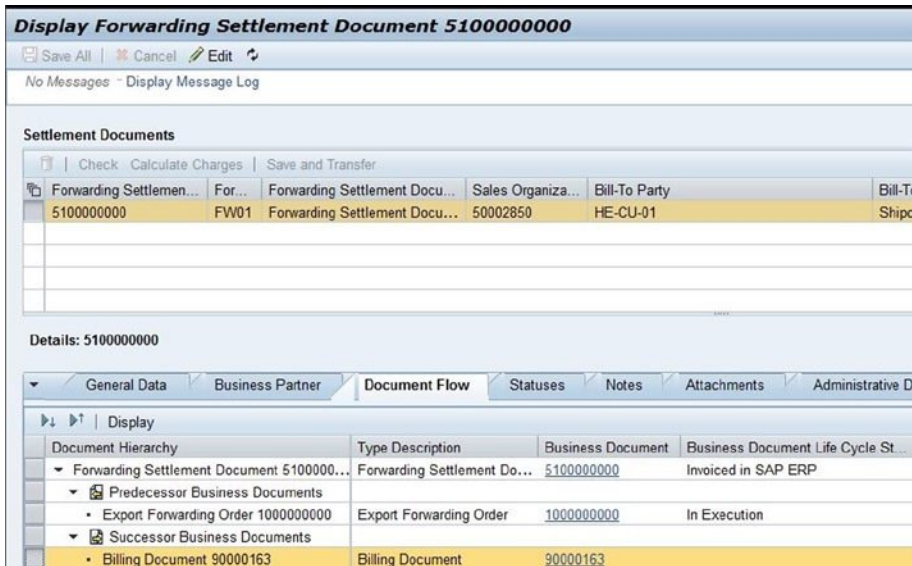 Display Forwarding Settlement Document 5100000000
Save All | Cancel Edit
No Messages - Display Message Log
Settlement Documents
Check Calculate Charges | Save and Transfer
Forwarding Settlemen... For... Forwarding Settlement Docu... Sales Organiza... Bill-To Party Bill-T
5100000000 FW01 Forwarding Settlement Docu... 50002850 HE-CU-01 Shipc
Details: 5100000000
General Data Business Partner Document Flow Statuses Notes Attachments Administrative D
Display
Document Hierarchy Type Description Business Document Business Document Life Cycle St...
Forwarding Settlement Document 5100000... Forwarding Settlement Do... 5100000000 Invoiced in SAP ERP
Predecessor Business Documents
Export Forwarding Order 1000000000 Export Forwarding Order 1000000000 In Execution
Successor Business Documents
Billing Document 90000163 Billing Document 90000163